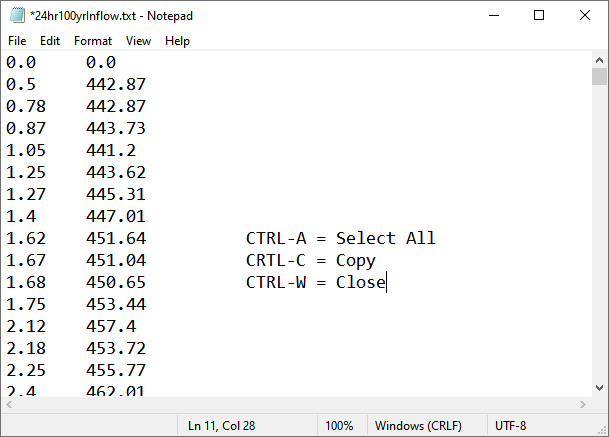 *24hr100yrInflow.txt - Notepad
File Edit Format View Help
0.0 0.0
0.5 442.87
0.78 442.87
0.87 443.73
1.05 441.2
1.25 443.62
1.27 445.31
1.4 447.01
1.62 451.64 CTRL-A = Select All
1.67 451.04 CRTL-C = Copy
1.68 450.65 CTRL-W = Close
1.75 453.44
2.12 457.4
2.18 453.72
2.25 455.77
2.4 462.01
Ln 11, Col 28 100% Windows (CRLF) UTF-8